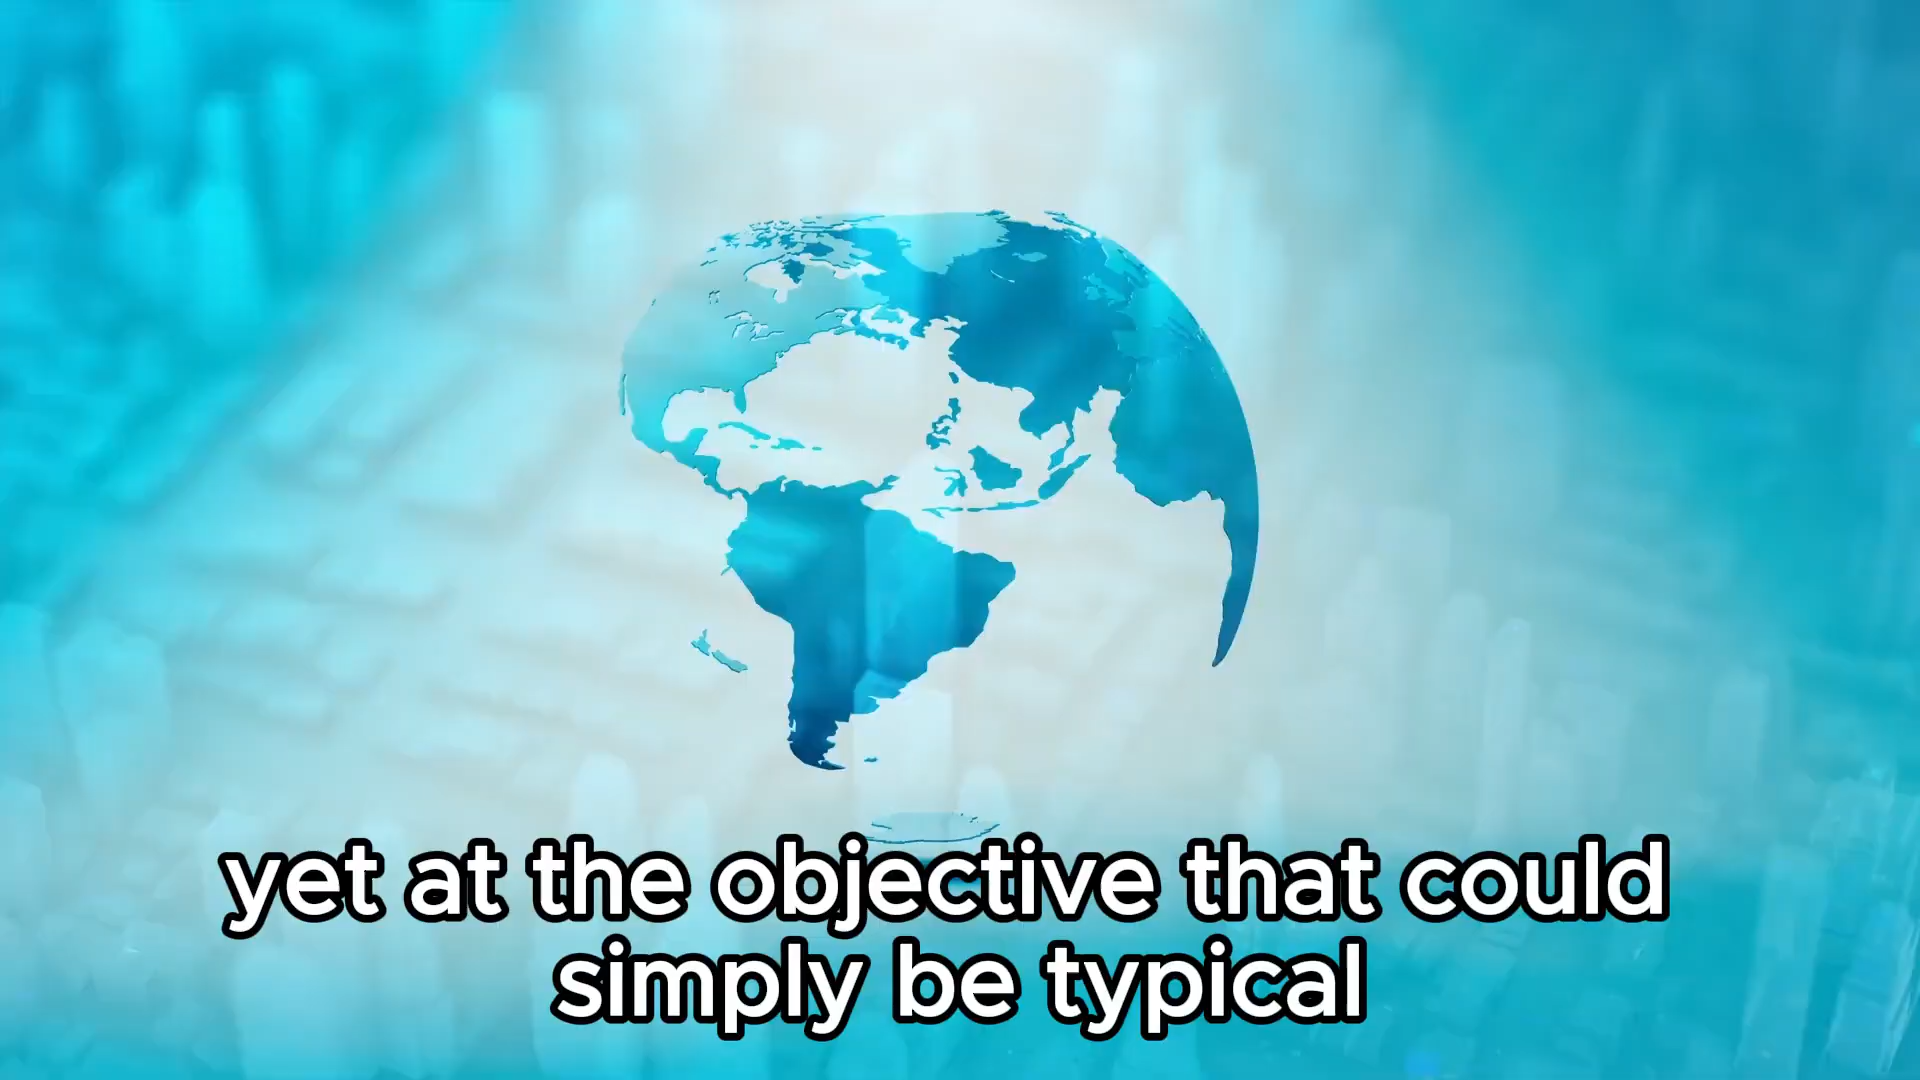 yet at the objective that could
simply be typical